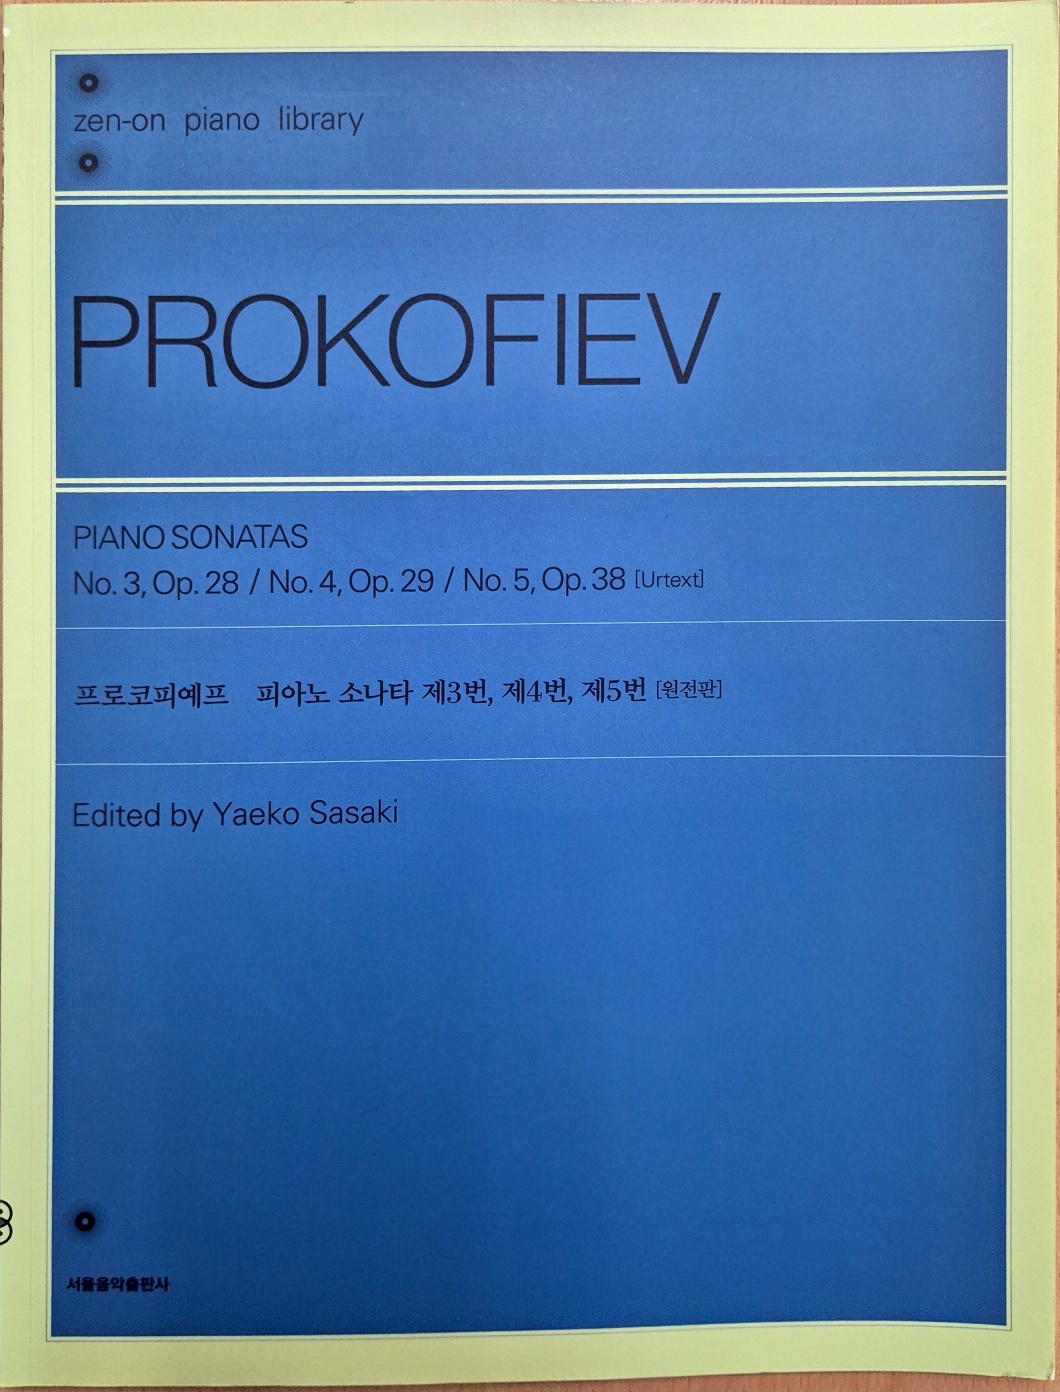 zen-on piano library
PROKOFIEV
PIANO SONATAS
No. 3, Op. 28 / No. 4, Op. 29 / No. 5, Op. 38 [Urtext]
프로코피예프 피아노 소나타 제3번, 제4번, 제5번 [원전판]
Edited by Yaeko Sasaki
서울음악출판사